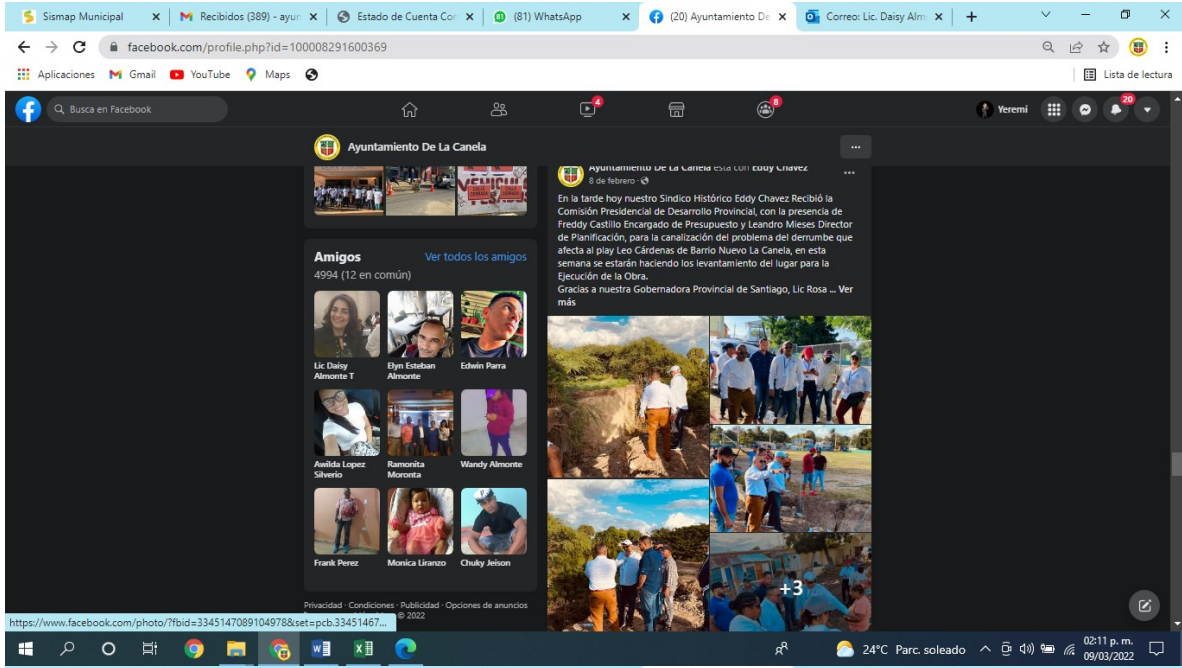 Sismap Municipal
Recibidos (389) - ayun
Estado de Cuenta Cor
(81) WhatsApp
(20) Ayuntamiento De
Correo: Lic. Daisy Alm
facebook.com/profile.php?id=100008291600369
Aplicaciones
Gmail
YouTube
Maps
Lista de lectura
Busca en Facebook
4
8
Yeremi
20
Ayuntamiento De La Canela
VEHICUL
Amigos
Ver todos los amigos
4994 (12 en común)
Lic Daisy
Almonte T
Elyn Esteban
Almonte
Edwin Parra
Awilda Lopez
Silverio
Ramonita
Moronta
Wandy Almonte
Frank Perez
Monica Liranzo
Chuky Jeison
Privacidad · Condiciones · Publicidad · Opciones de anuncios
© 2022
Ayuntamiento De La Canela está con Eddy Chavez
8 de febrero ·
En la tarde hoy nuestro Sindico Histórico Eddy Chavez Recibió la
Comisión Presidencial de Desarrollo Provincial, con la presencia de
Freddy Castillo Encargado de Presupuesto y Leandro Mieses Director
de Planificación, para la canalización del problema del derrumbe que
afecta al play Leo Cárdenas de Barrio Nuevo La Canela, en esta
semana se estarán haciendo los levantamiento del lugar para la
Ejecución de la Obra.
Gracias a nuestra Gobernadora Provincial de Santiago, Lic Rosa ... Ver
más
+3
https://www.facebook.com/photo/?fbid=3345147089104978&set=pcb.33451467...
24°C Parc. soleado
02:11 p. m.
09/03/2022